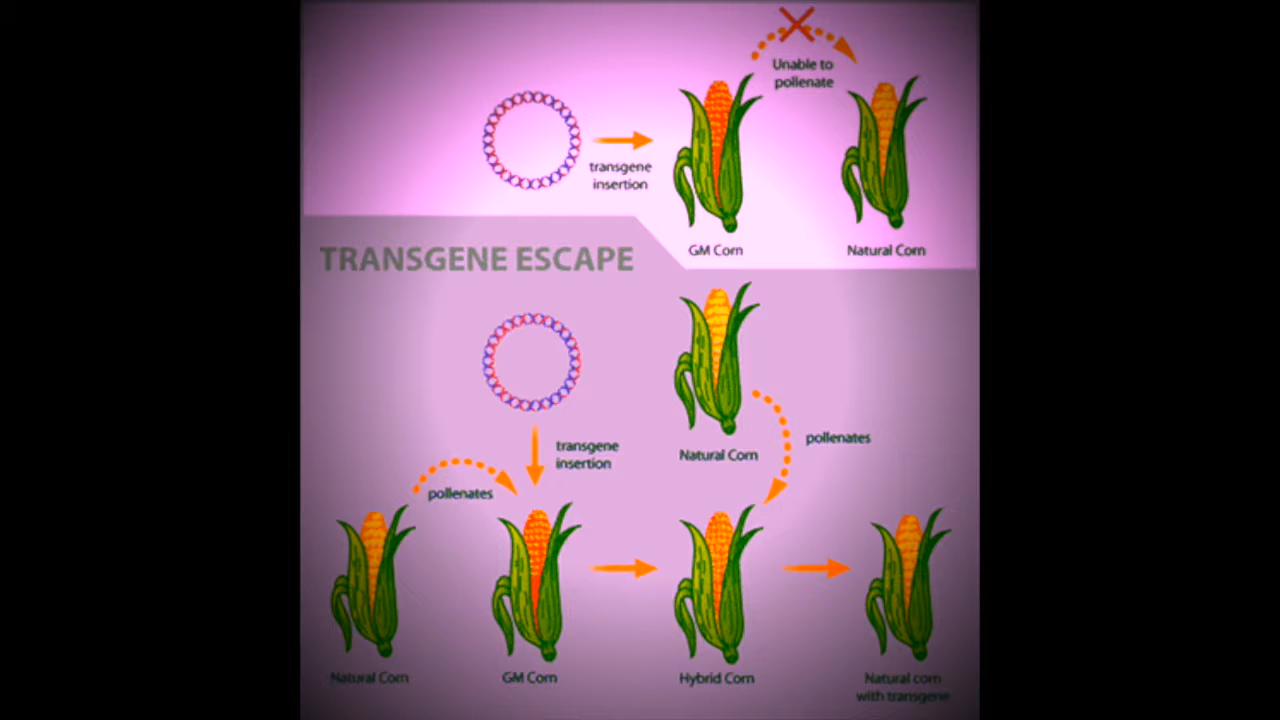 Unable to
pollenate
transgene
insertion
GM Corn
Natural Corn
TRANSGENE ESCAPE
transgene
insertion
pollenates
Natural Corn
pollenates
Natural Corn
GM Corn
Hybrid Corn
Natural corn
with transgene